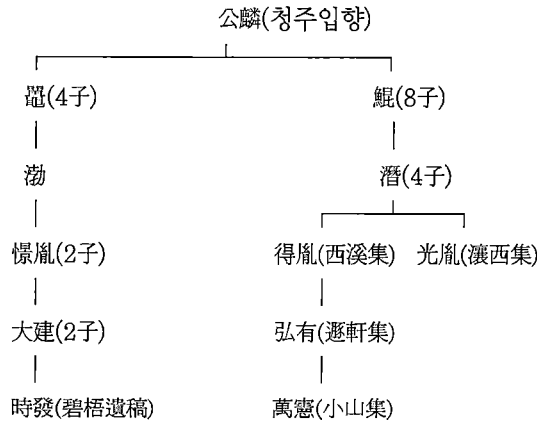 公麟(청주입향)
鼉(4子) 鯤(8子)
渤 潛(4子)
憬胤(2子) 得胤(西溪集) 光胤(瀼西集)
大建(2子) 弘有(遯軒集)
時發(碧梧遺稿) 萬憲(小山集)